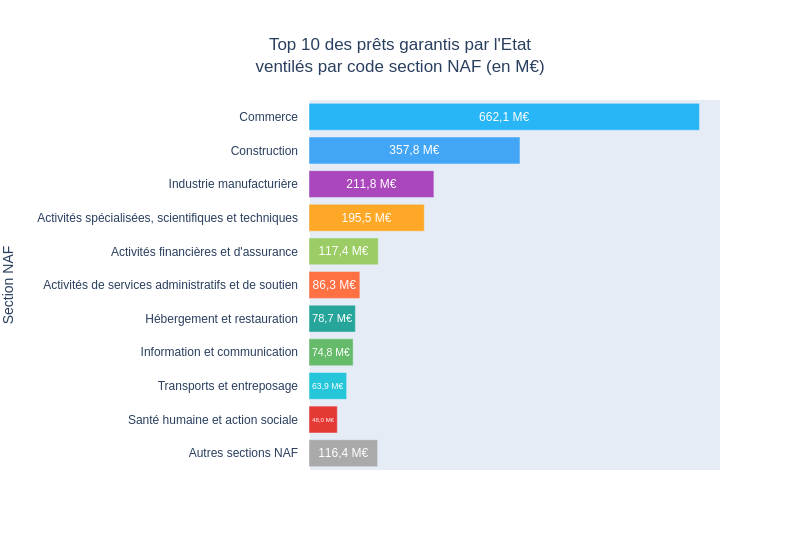 Top 10 des prêts garantis par l'Etat
ventilés par code section NAF (en M€)
Section NAF
Commerce 662,1 M€
Construction 357,8 M€
Industrie manufacturière 211,8 M€
Activités spécialisées, scientifiques et techniques 195,5 M€
Activités financières et d'assurance 117,4 M€
Activités de services administratifs et de soutien 86,3 M€
Hébergement et restauration 78,7 M€
Information et communication 74,8 M€
Transports et entreposage 63,9 M€
Santé humaine et action sociale 48,0 M€
Autres sections NAF 116,4 M€